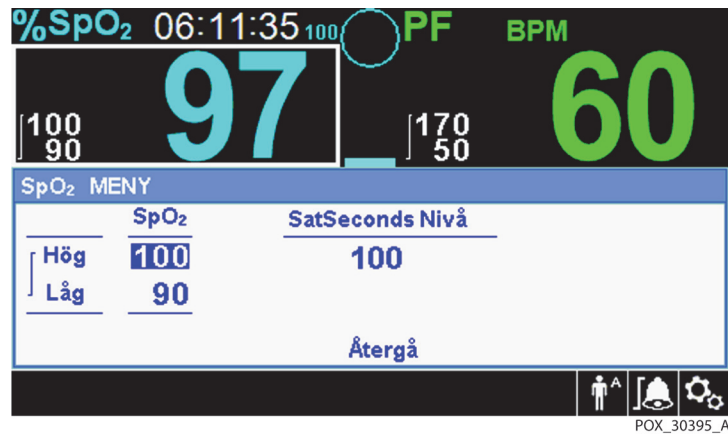 %SpO₂ 06:11:35 100 PF BPM
100
90
97
170
50
60
SpO₂ MENY
SpO₂ SatSeconds Nivå
Hög 100 100
Låg 90
Återgå
A
POX_30395_A